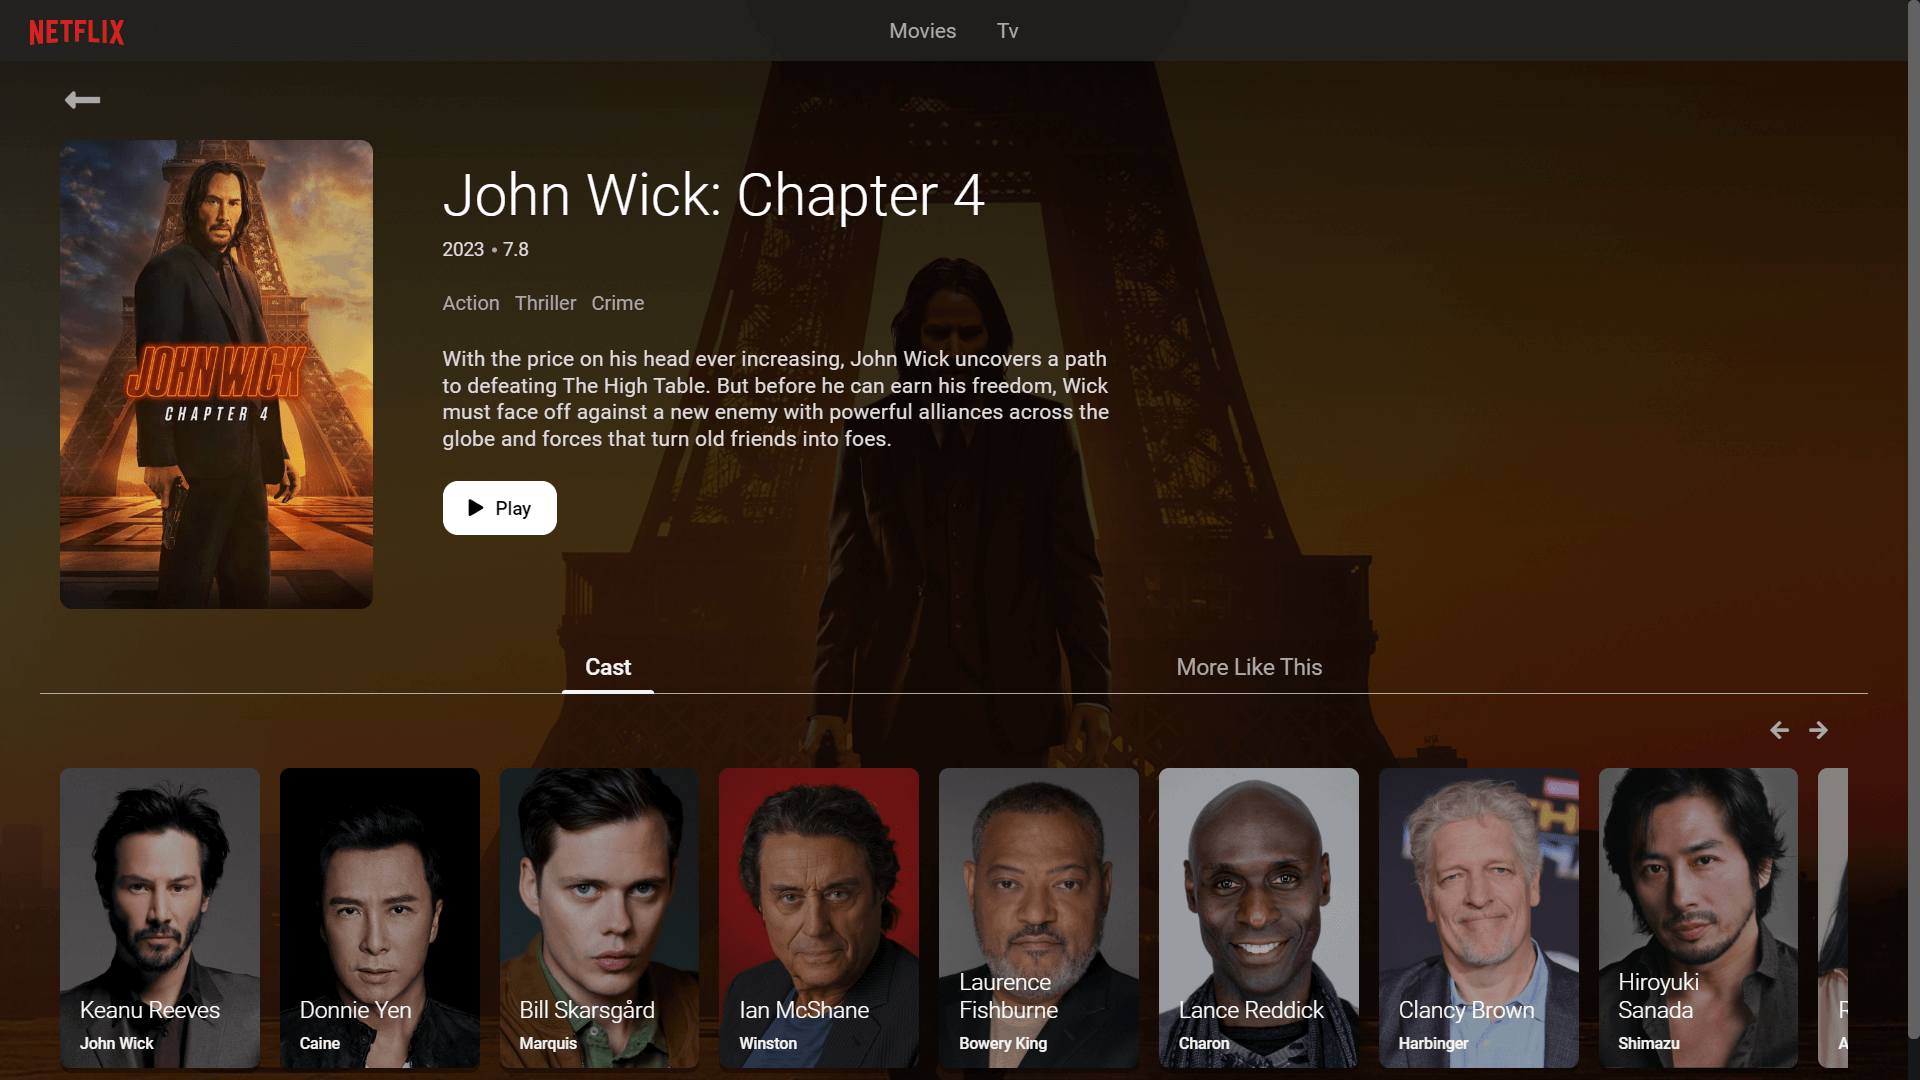 NETFLIX
Movies
Tv
JOHN WICK
CHAPTER 4
John Wick: Chapter 4
2023 • 7.8
Action Thriller Crime
With the price on his head ever increasing, John Wick uncovers a path
to defeating The High Table. But before he can earn his freedom, Wick
must face off against a new enemy with powerful alliances across the
globe and forces that turn old friends into foes.
Play
Cast
More Like This
Keanu Reeves
John Wick
Donnie Yen
Caine
Bill Skarsgård
Marquis
Ian McShane
Winston
Laurence
Fishburne
Bowery King
Lance Reddick
Charon
Clancy Brown
Harbinger
Hiroyuki
Sanada
Shimazu